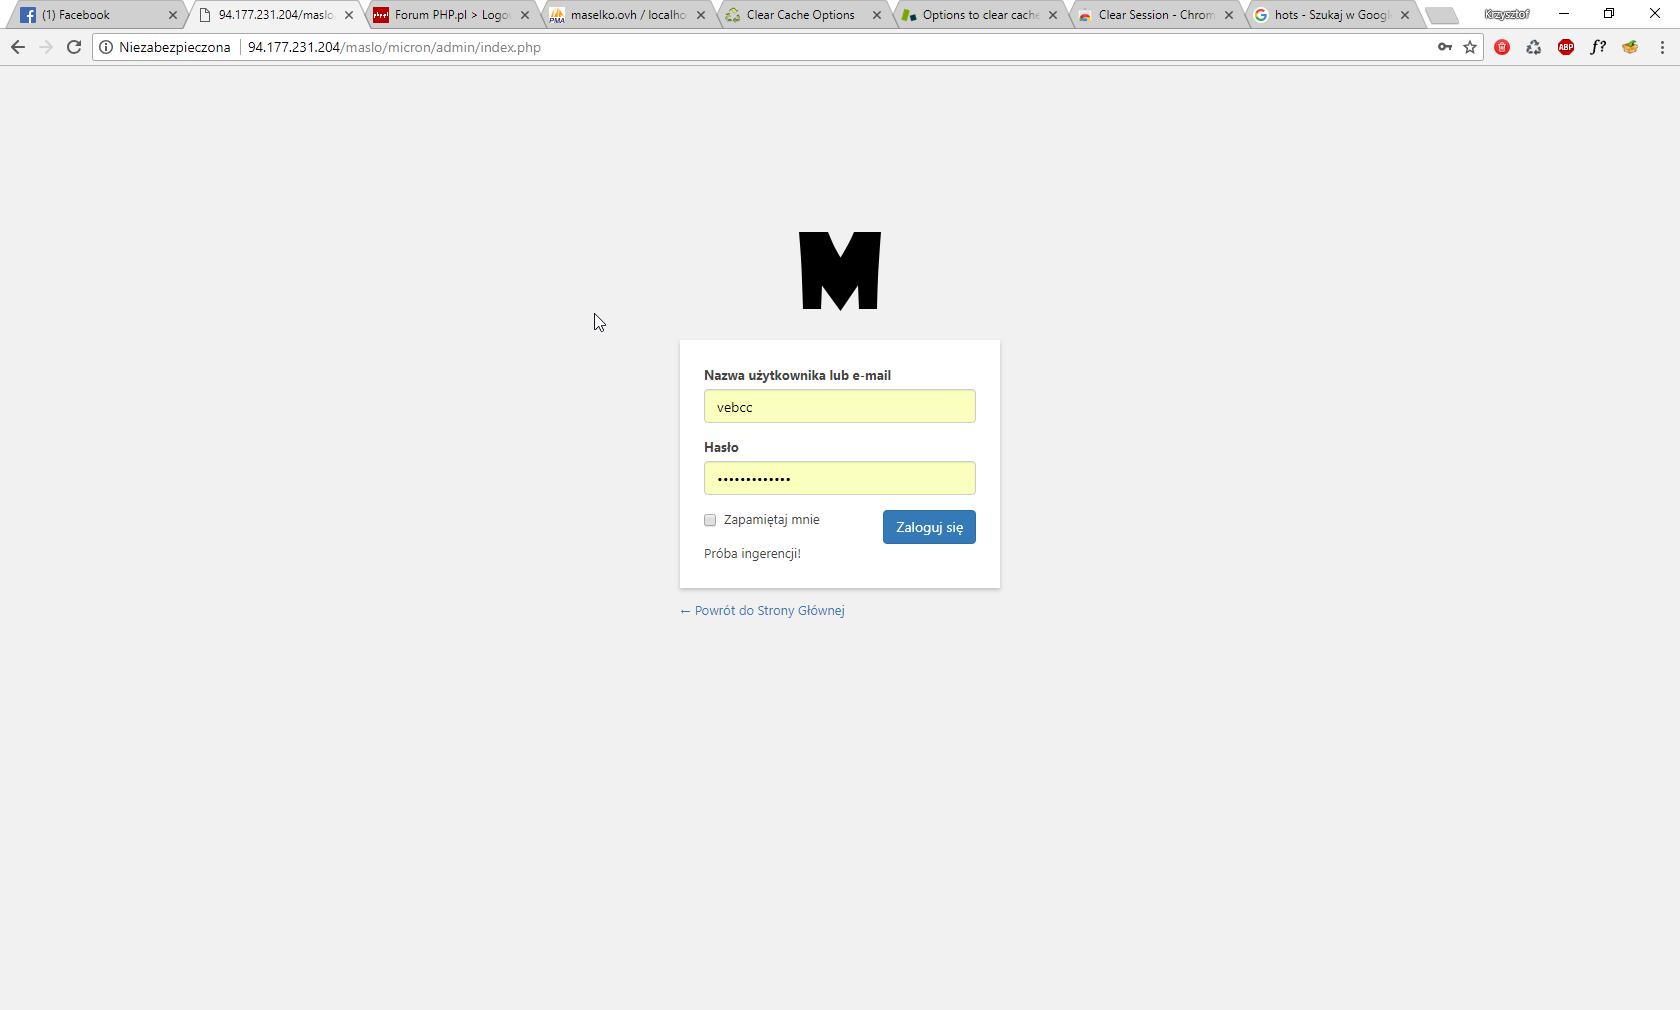 (1) Facebook
94.177.231.204/maslo
Forum PHP.pl > Logo
maselko.ovh / localho
Clear Cache Options
Options to clear cache
Clear Session - Chrom
hots - Szukaj w Googl
Krzysztof
Niezabezpieczona
94.177.231.204/maslo/micron/admin/index.php
ABP
f?
M
Nazwa użytkownika lub e-mail
vebcc
Hasło
•••••••••••••
Zapamiętaj mnie
Zaloguj się
Próba ingerencji!
← Powrót do Strony Głównej